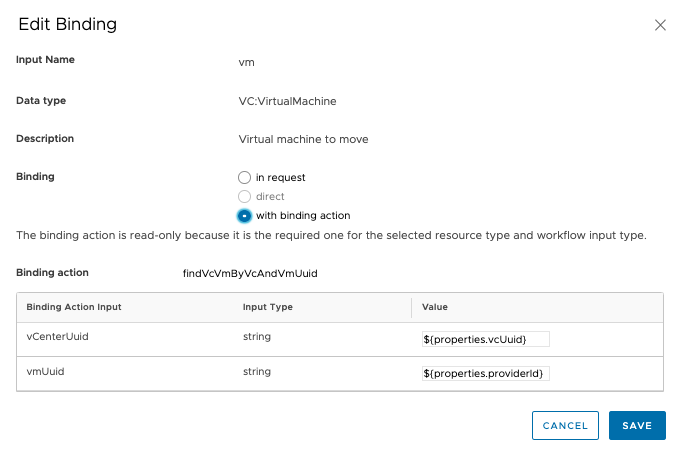 Edit Binding
Input Name vm
Data type VC:VirtualMachine
Description Virtual machine to move
Binding in request
direct
with binding action
The binding action is read-only because it is the required one for the selected resource type and workflow input type.
Binding action findVcVmByVcAndVmUuid
Binding Action Input Input Type Value
vCenterUuid string ${properties.vcUuid}
vmUuid string ${properties.providerId}
CANCEL SAVE